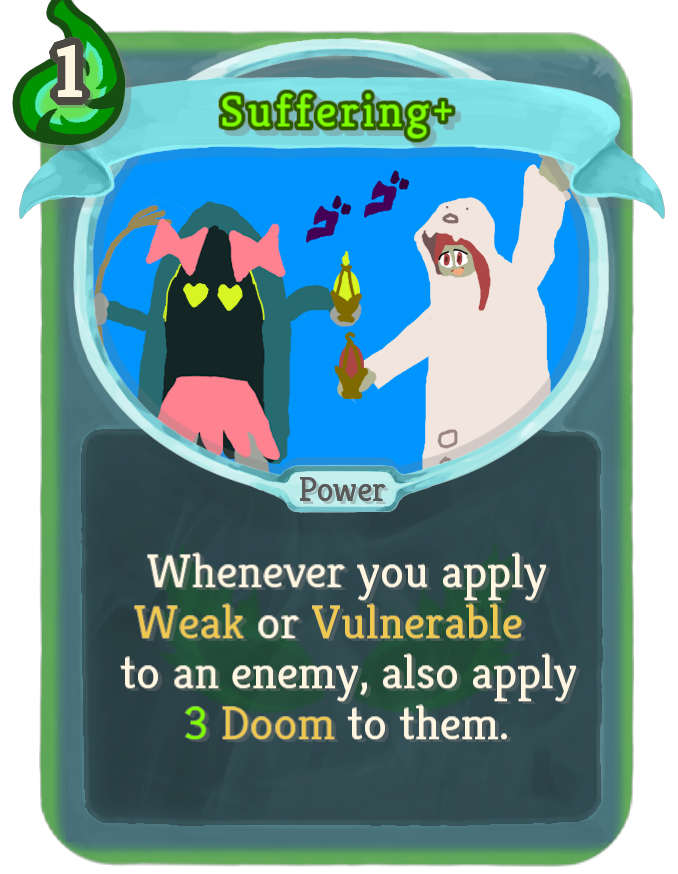 1
Suffering+
ゴゴ
Power
Whenever you apply
Weak or Vulnerable
to an enemy, also apply
3 Doom to them.